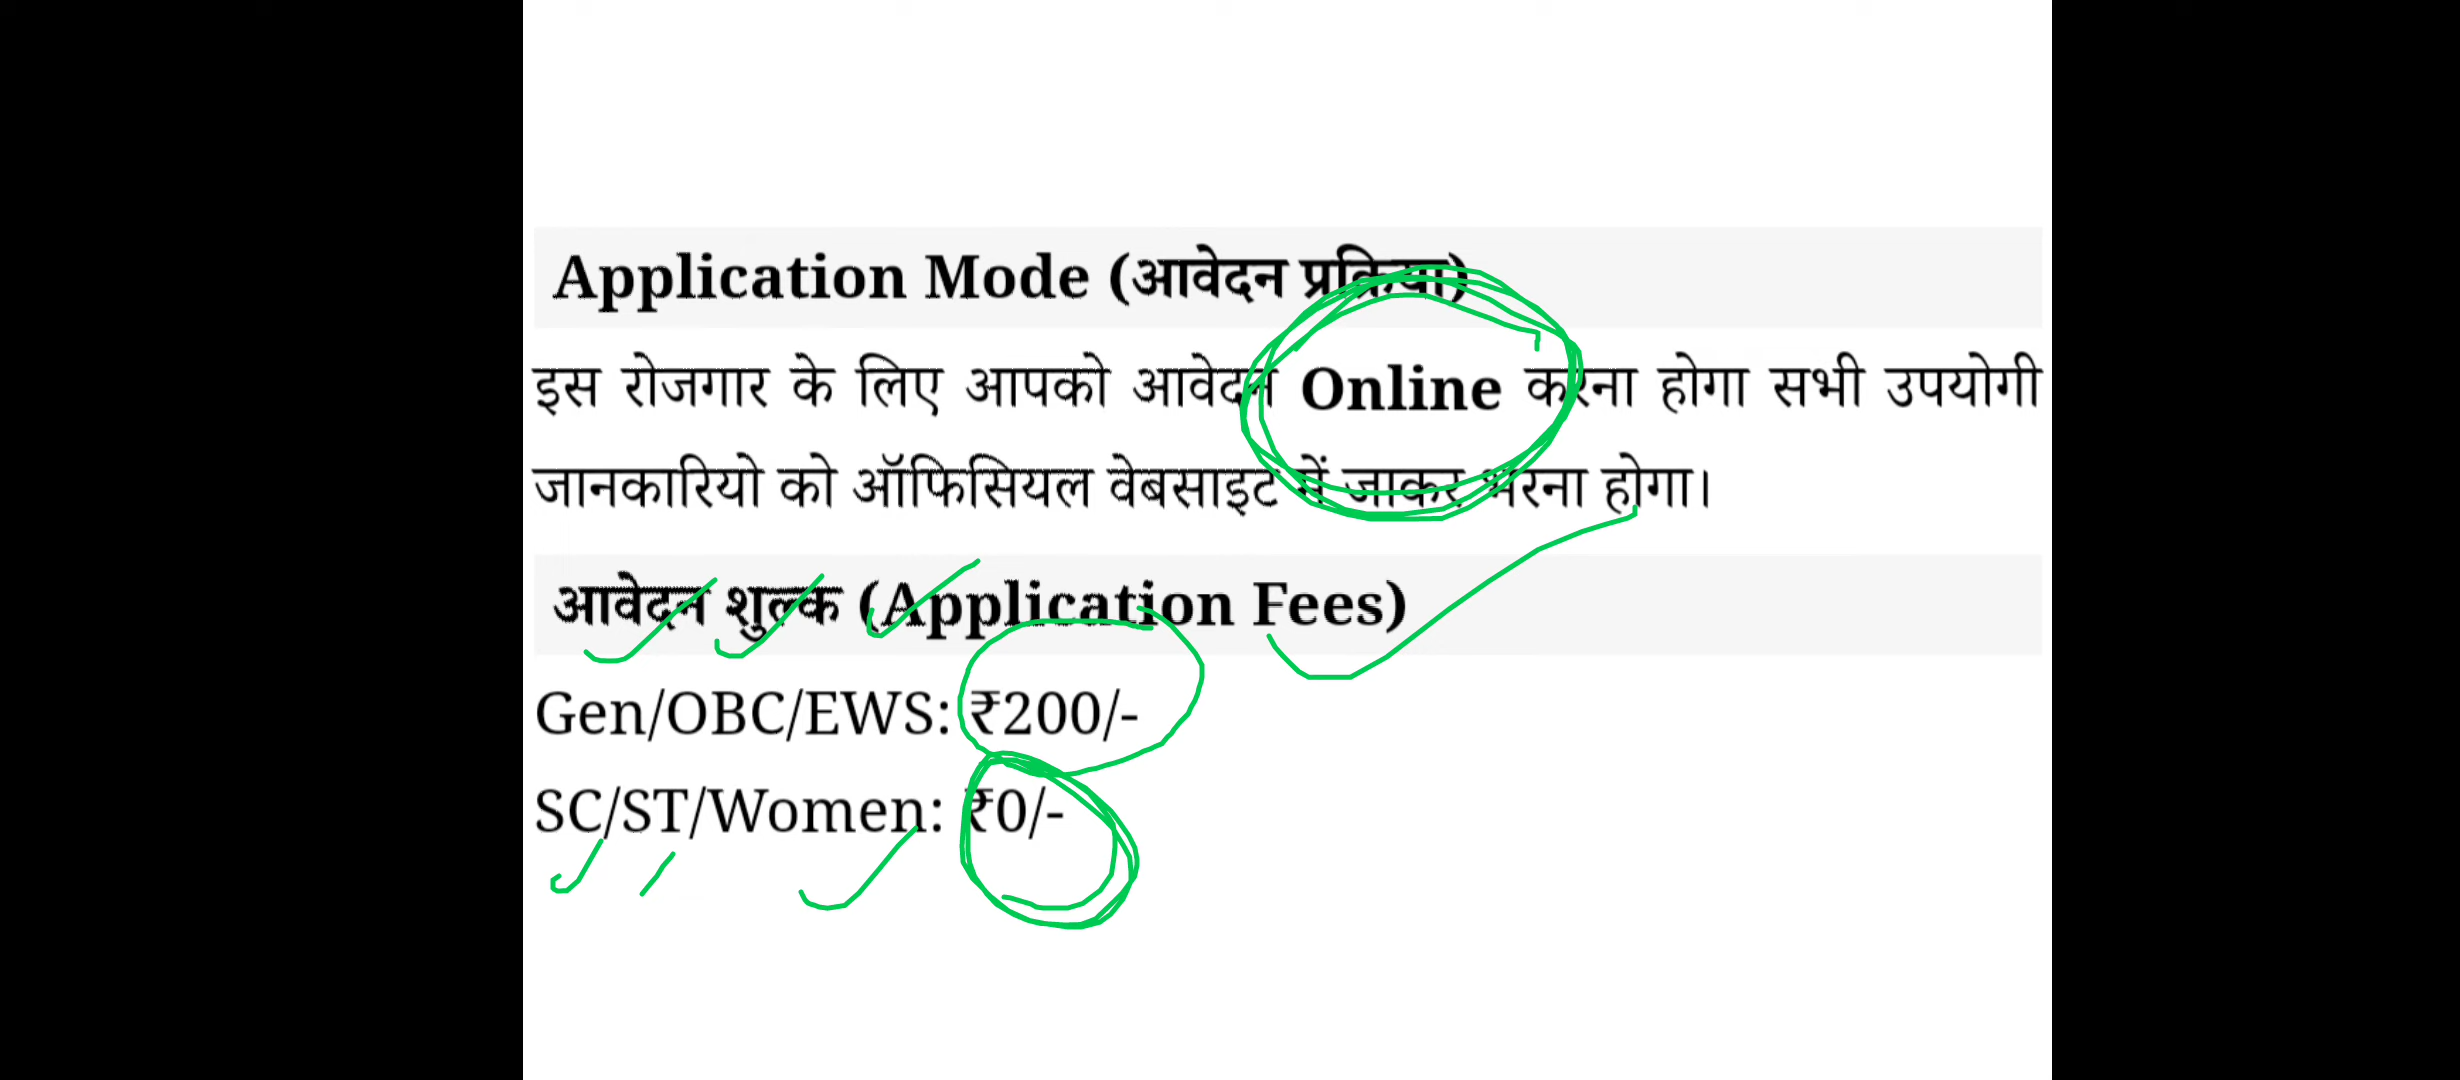 Application Mode (आवेदन प्रक्रिया)
इस रोजगार के लिए आपको आवेदन Online करना होगा सभी उपयोगी
जानकारियो को ऑफिसियल वेबसाइट में जाकर भरना होगा।
आवेदन शुल्क (Application Fees)
Gen/OBC/EWS: ₹200/-
SC/ST/Women: ₹0/-